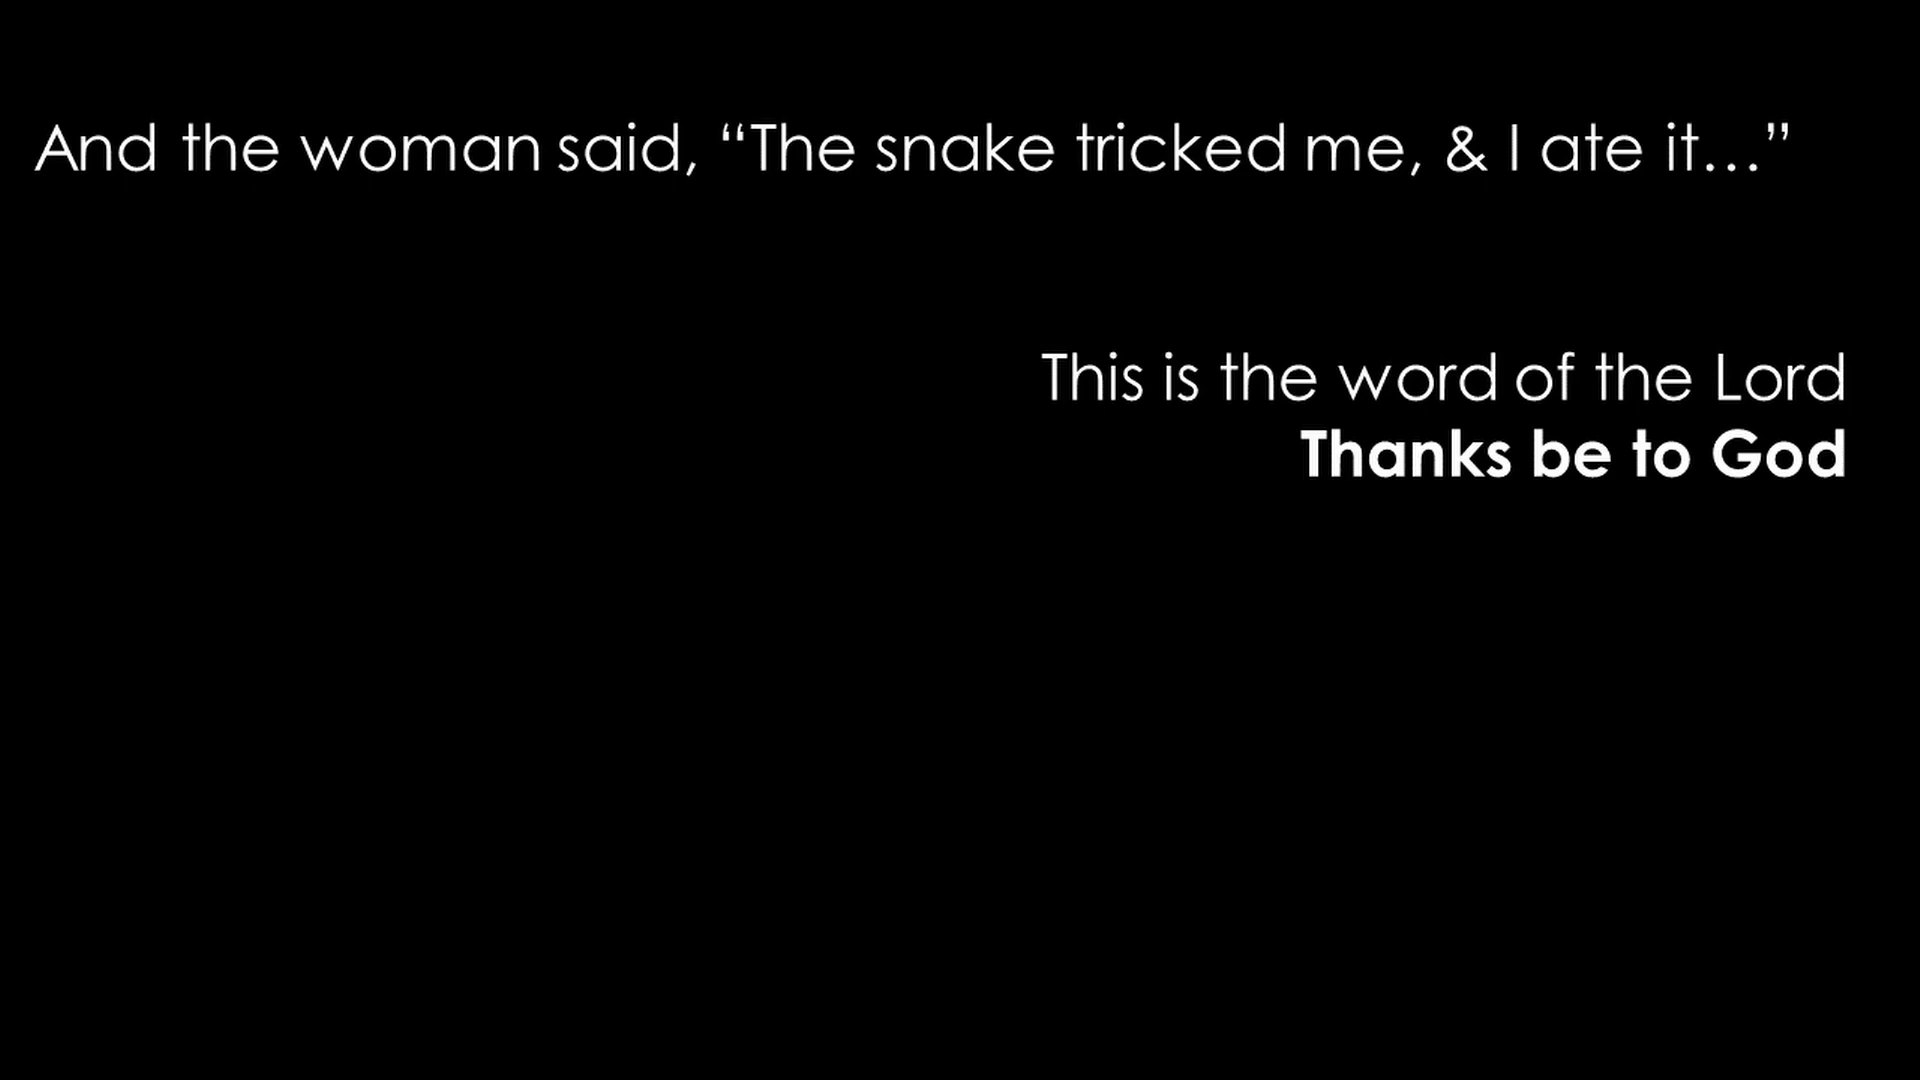 And the woman said, “The snake tricked me, & I ate it…”
This is the word of the Lord
Thanks be to God